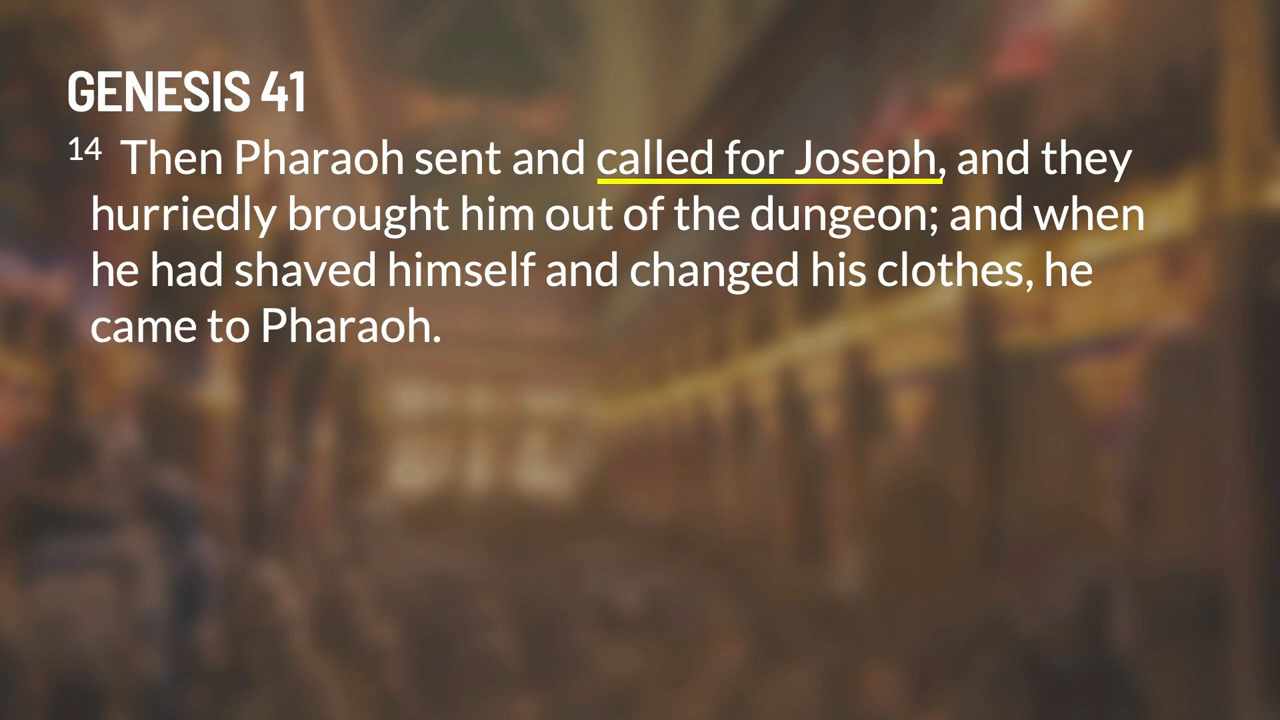 GENESIS 41
14 Then Pharaoh sent and called for Joseph, and they
hurriedly brought him out of the dungeon; and when
he had shaved himself and changed his clothes, he
came to Pharaoh.